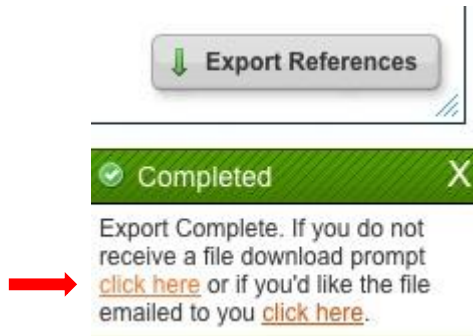 Export References
Completed
X
Export Complete. If you do not
receive a file download prompt
click here or if you'd like the file
emailed to you click here.